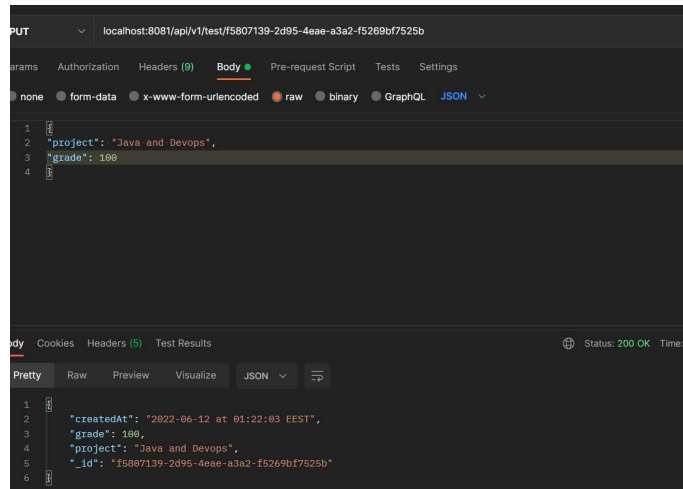 PUT localhost:8081/api/v1/test/f5807139-2d95-4eae-a3a2-f5269bf7525b
arams Authorization Headers (9) Body Pre-request Script Tests Settings
none form-data x-www-form-urlencoded raw binary GraphQL JSON
1 {
2 "project": "Java and Devops",
3 "grade": 100
4 }
ody Cookies Headers (5) Test Results Status: 200 OK Time:
Pretty Raw Preview Visualize JSON
1 {
2 "createdAt": "2022-06-12 at 01:22:03 EEST",
3 "grade": 100,
4 "project": "Java and Devops",
5 "_id": "f5807139-2d95-4eae-a3a2-f5269bf7525b"
6 }